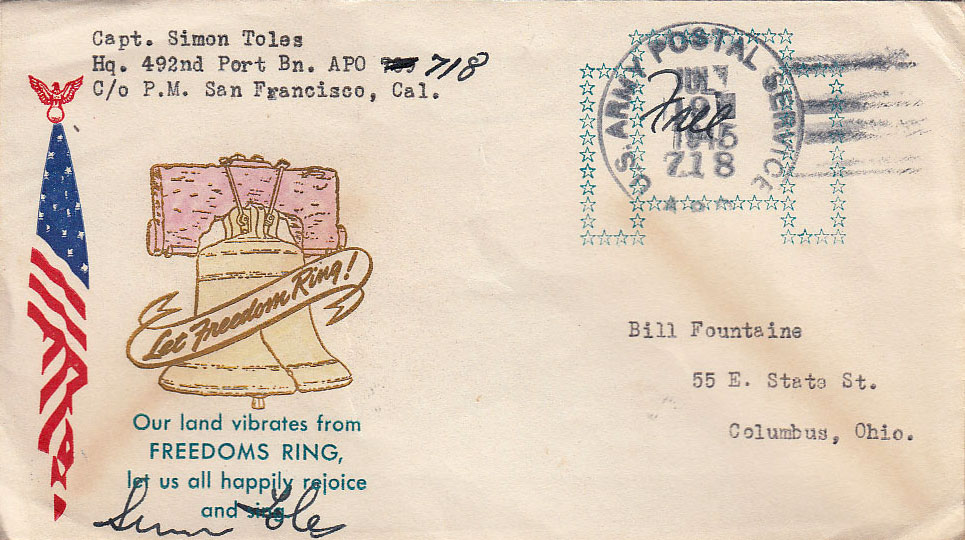 Capt. Simon Toles
Hq. 492nd Port Bn. APO 718
C/o P.M. San Francisco, Cal.
U.S. ARMY POSTAL SERVICE
Free
1945
718
Let Freedom Ring!
Bill Fountaine
55 E. State St.
Columbus, Ohio.
Our land vibrates from
FREEDOMS RING,
let us all happily rejoice
and sing.
Simon Toles